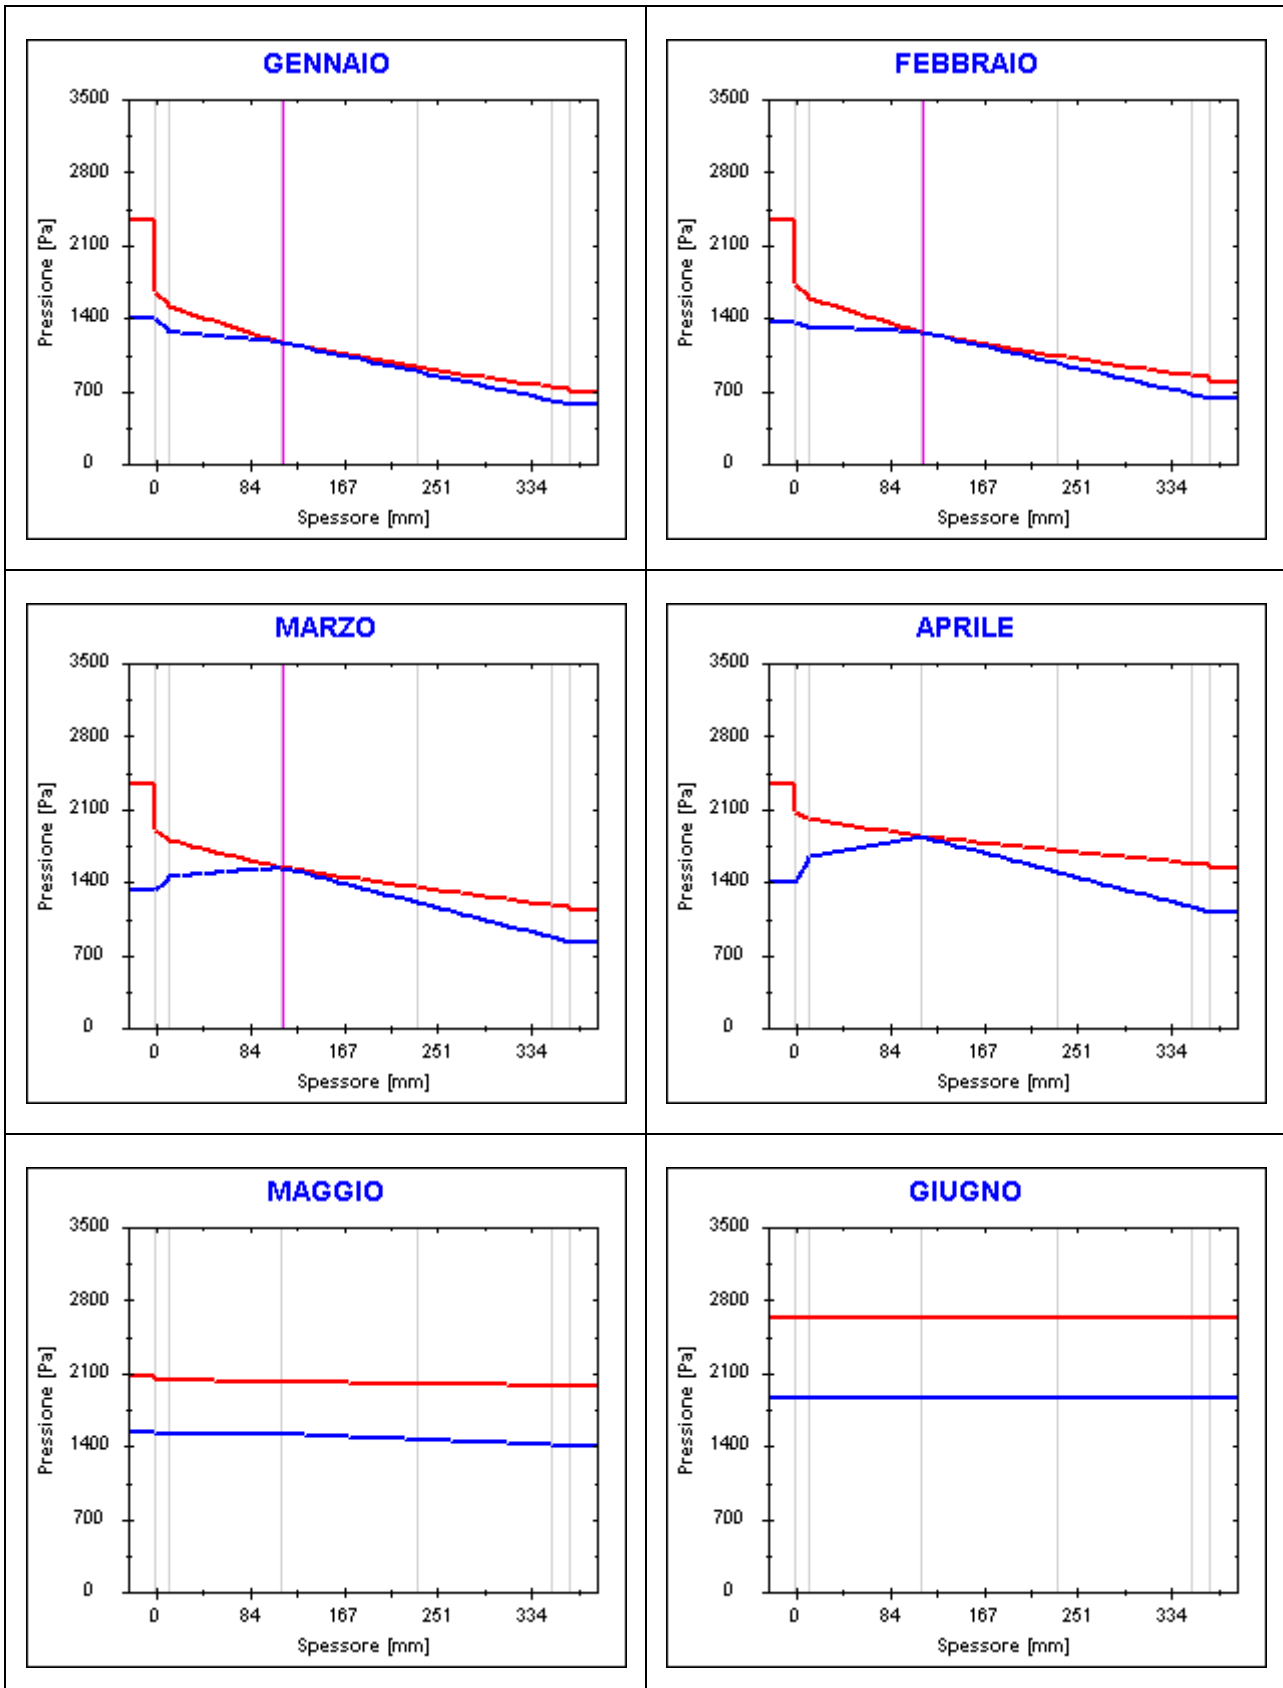 GENNAIO
3500
2800
2100
1400
700
0
Pressione [Pa]
0 84 167 251 334
Spessore [mm]
FEBBRAIO
3500
2800
2100
1400
700
0
Pressione [Pa]
0 84 167 251 334
Spessore [mm]
MARZO
3500
2800
2100
1400
700
0
Pressione [Pa]
0 84 167 251 334
Spessore [mm]
APRILE
3500
2800
2100
1400
700
0
Pressione [Pa]
0 84 167 251 334
Spessore [mm]
MAGGIO
3500
2800
2100
1400
700
0
Pressione [Pa]
0 84 167 251 334
Spessore [mm]
GIUGNO
3500
2800
2100
1400
700
0
Pressione [Pa]
0 84 167 251 334
Spessore [mm]